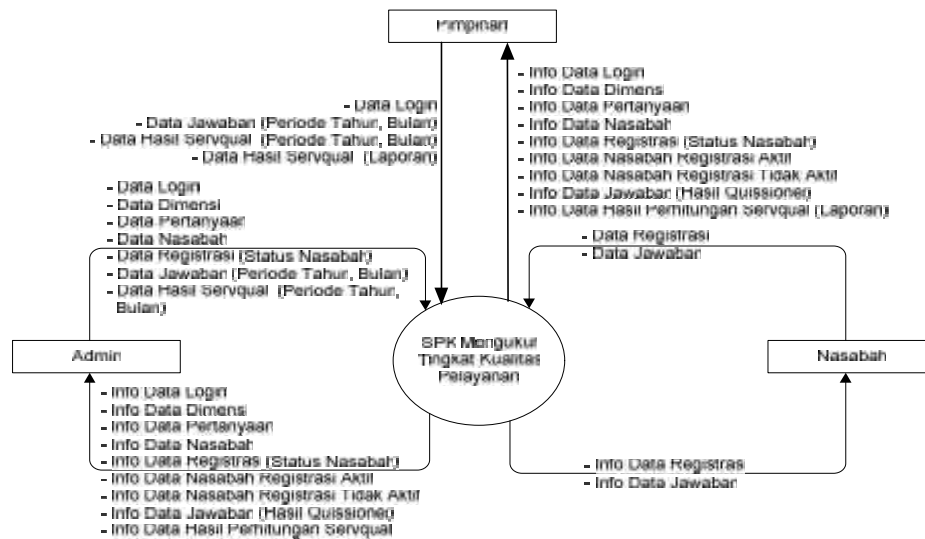 Pimpinan
- Data Login
- Data Jawaban (Periode Tahun, Bulan)
- Data Hasil Servqual (Periode Tahun, Bulan)
- Data Hasil Servqual (Laporan)
- Info Data Login
- Info Data Dimensi
- Info Data Pertanyaan
- Info Data Nasabah
- Info Data Registrasi (Status Nasabah)
- Info Data Nasabah Registrasi Aktif
- Info Data Nasabah Registrasi Tidak Aktif
- Info Data Jawaban (Hasil Quissioner)
- Info Data Hasil Perhitungan Servqual (Laporan)
- Data Login
- Data Dimensi
- Data Pertanyaan
- Data Nasabah
- Data Registrasi (Status Nasabah)
- Data Jawaban (Periode Tahun, Bulan)
- Data Hasil Servqual (Periode Tahun,
Bulan)
- Data Registrasi
- Data Jawaban
Admin
SPK Mengukur
Tingkat Kualitas
Pelayanan
Nasabah
- Info Data Login
- Info Data Dimensi
- Info Data Pertanyaan
- Info Data Nasabah
- Info Data Registrasi (Status Nasabah)
- Info Data Nasabah Registrasi Aktif
- Info Data Nasabah Registrasi Tidak Aktif
- Info Data Jawaban (Hasil Quissioner)
- Info Data Hasil Perhitungan Servqual
- Info Data Registrasi
- Info Data Jawaban